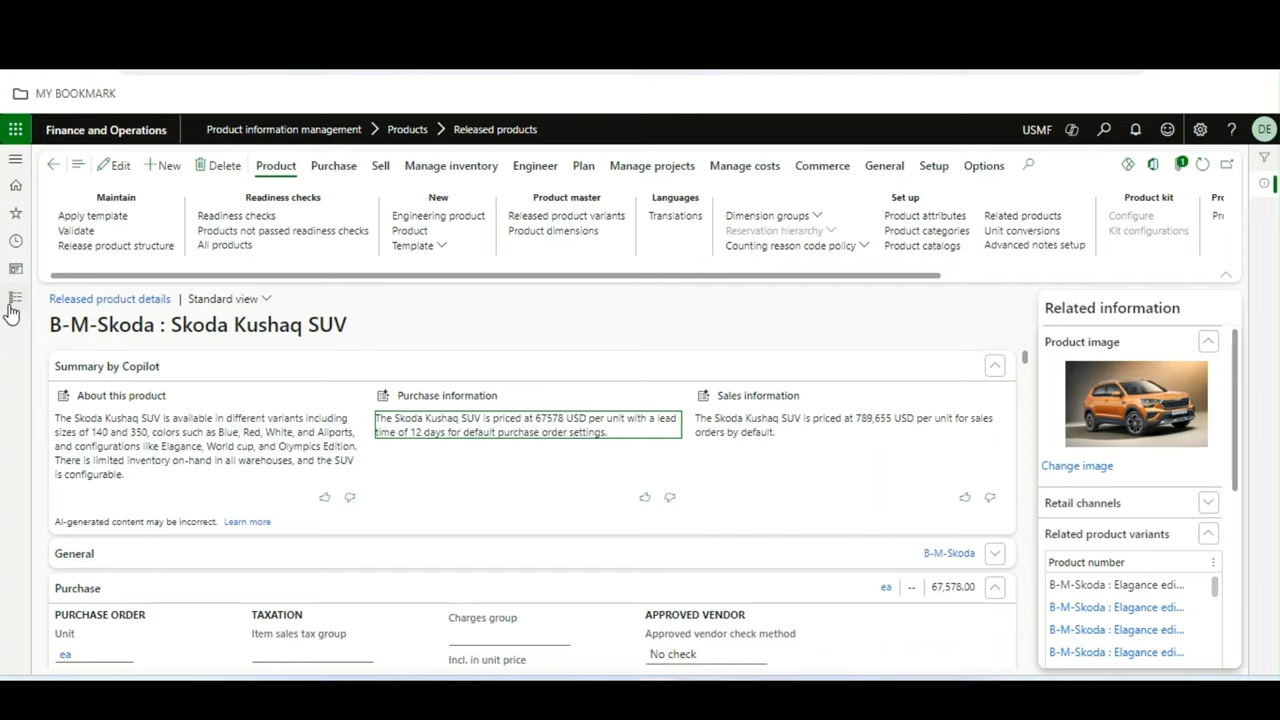 MY BOOKMARK
Finance and Operations
Product information management > Products > Released products
USMF
DE
Edit
New
Delete
Product
Purchase
Sell
Manage inventory
Engineer
Plan
Manage projects
Manage costs
Commerce
General
Setup
Options
1
Maintain
Apply template
Validate
Release product structure
Readiness checks
Readiness checks
Products not passed readiness checks
All products
New
Engineering product
Product
Template
Product master
Released product variants
Product dimensions
Languages
Translations
Set up
Dimension groups
Reservation hierarchy
Counting reason code policy
Product attributes
Product categories
Product catalogs
Related products
Unit conversions
Advanced notes setup
Product kit
Configure
Kit configurations
Released product details | Standard view
B-M-Skoda : Skoda Kushaq SUV
Summary by Copilot
About this product
The Skoda Kushaq SUV is available in different variants including
sizes of 140 and 350, colors such as Blue, Red, White, and Allports,
and configurations like Elegance, World cup, and Olympics Edition.
There is limited inventory on-hand in all warehouses, and the SUV
is configurable.
Purchase information
The Skoda Kushaq SUV is priced at 67578 USD per unit with a lead
time of 12 days for default purchase order settings.
Sales information
The Skoda Kushaq SUV is priced at 789,655 USD per unit for sales
orders by default.
AI-generated content may be incorrect. Learn more
General
B-M-Skoda
Purchase
ea | -- | 67,578.00
PURCHASE ORDER
Unit
ea
TAXATION
Item sales tax group
Charges group
Incl. in unit price
APPROVED VENDOR
Approved vendor check method
No check
Related information
Product image
Change image
Retail channels
Related product variants
Product number
B-M-Skoda : Elagance edi...
B-M-Skoda : Elagance edi...
B-M-Skoda : Elagance edi...
B-M-Skoda : Elagance edi...